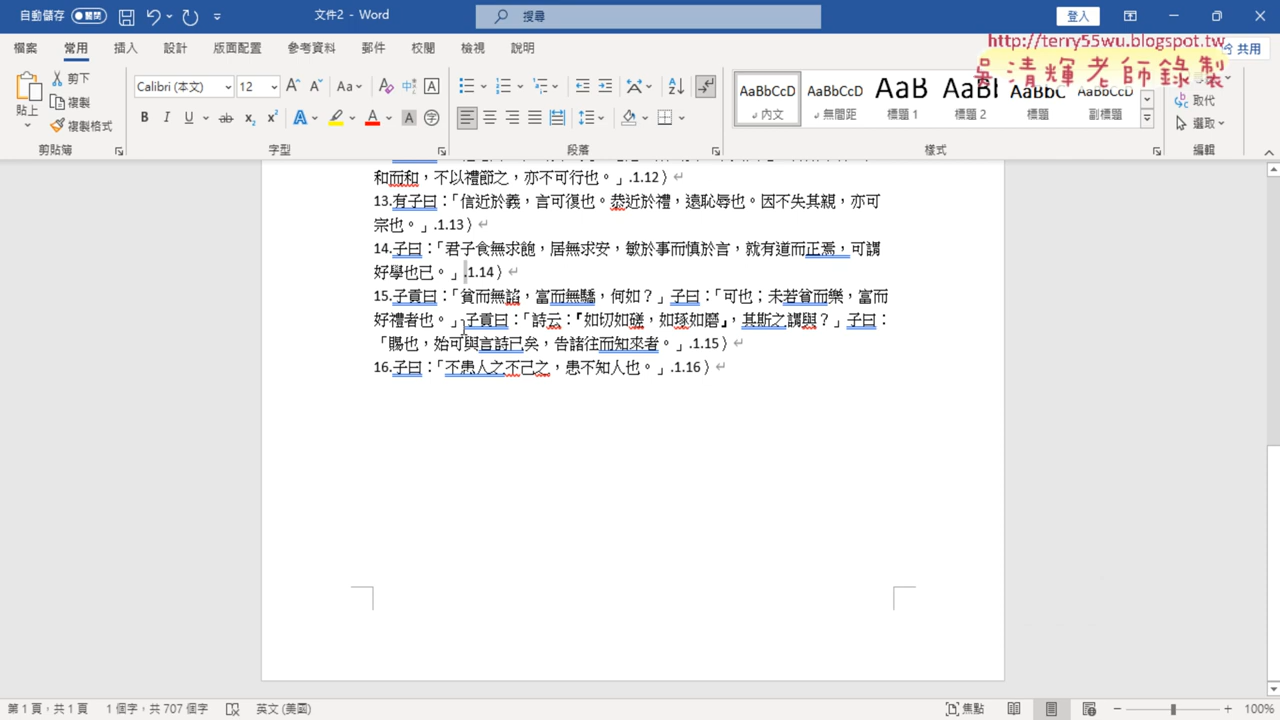 自動儲存 關閉 文件2 - Word 搜尋 登入
http://terry55wu.blogspot.tw
吳清輝老師錄製
檔案 常用 插入 設計 版面配置 參考資料 郵件 校閱 檢視 說明 共用
貼上 剪下 複製 複製格式
Calibri (本文) 12
AaBbCcD AaBbCcD AaB AaBl AaBbC AaBbCcD
內文 無間距 標題 1 標題 2 標題 副標題
取代 選取
剪貼簿 字型 段落 樣式 編輯
和而和，不以禮節之，亦不可行也。」.1.12）
13.有子曰：「信近於義，言可復也。恭近於禮，遠恥辱也。因不失其親，亦可
宗也。」.1.13）
14.子曰：「君子食無求飽，居無求安，敏於事而慎於言，就有道而正焉，可謂
好學也已。」.1.14）
15.子貢曰：「貧而無諂，富而無驕，何如？」子曰：「可也；未若貧而樂，富而
好禮者也。」子貢曰：「詩云：『如切如磋，如琢如磨』，其斯之謂與？」子曰：
「賜也，始可與言詩已矣，告諸往而知來者。」.1.15）
16.子曰：「不患人之不己之，患不知人也。」.1.16）
第 1 頁，共 1 頁 1 個字，共 707 個字 英文 (美國) 焦點 100%